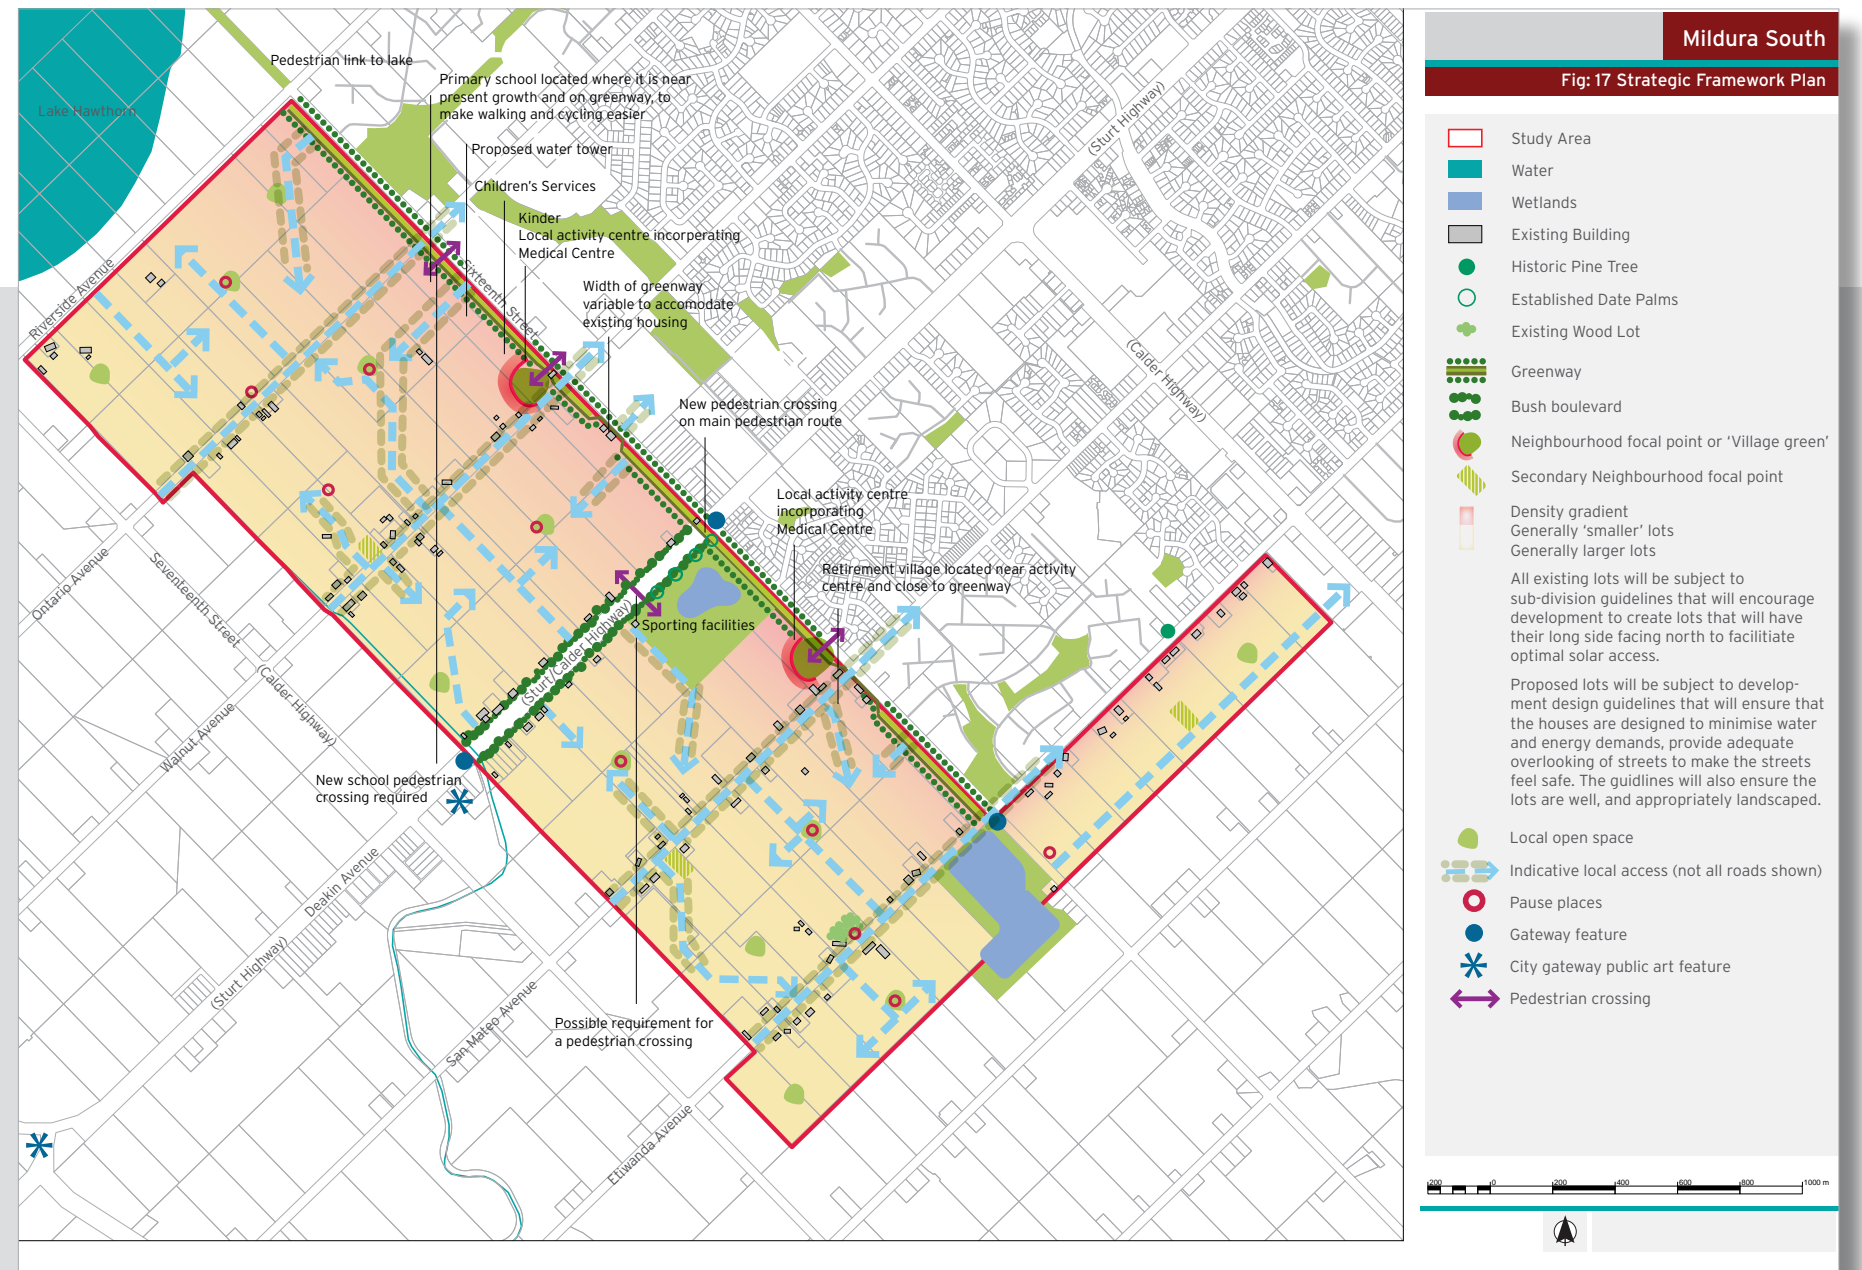 Mildura South
Fig: 17 Strategic Framework Plan
Pedestrian link to lake
Primary school located where it is near
present growth and on greenway, to
make walking and cycling easier
Lake Hawthorn
Proposed water tower
Children's Services
Kinder
Local activity centre incorperating
Medical Centre
Width of greenway
variable to accomodate
existing housing
Sixteenth Street
(Sturt Highway)
(Calder Highway)
Riverside Avenue
New pedestrian crossing
on main pedestrian route
Local activity centre
incorporating
Medical Centre
Retirement village located near activity
centre and close to greenway
Sporting facilities
(Sturt/Calder Highway)
Ontario Avenue
Seventeenth Street
(Calder Highway)
Walnut Avenue
New school pedestrian
crossing required
Deakin Avenue
(Sturt Highway)
San Mateo Avenue
Possible requirement for
a pedestrian crossing
Etiwanda Avenue
Study Area
Water
Wetlands
Existing Building
Historic Pine Tree
Established Date Palms
Existing Wood Lot
Greenway
Bush boulevard
Neighbourhood focal point or 'Village green'
Secondary Neighbourhood focal point
Density gradient
Generally 'smaller' lots
Generally larger lots
All existing lots will be subject to
sub-division guidelines that will encourage
development to create lots that will have
their long side facing north to facilitiate
optimal solar access.
Proposed lots will be subject to develop-
ment design guidelines that will ensure that
the houses are designed to minimise water
and energy demands, provide adequate
overlooking of streets to make the streets
feel safe. The guidlines will also ensure the
lots are well, and appropriately landscaped.
Local open space
Indicative local access (not all roads shown)
Pause places
Gateway feature
City gateway public art feature
Pedestrian crossing
200 0 200 400 600 800 1000 m